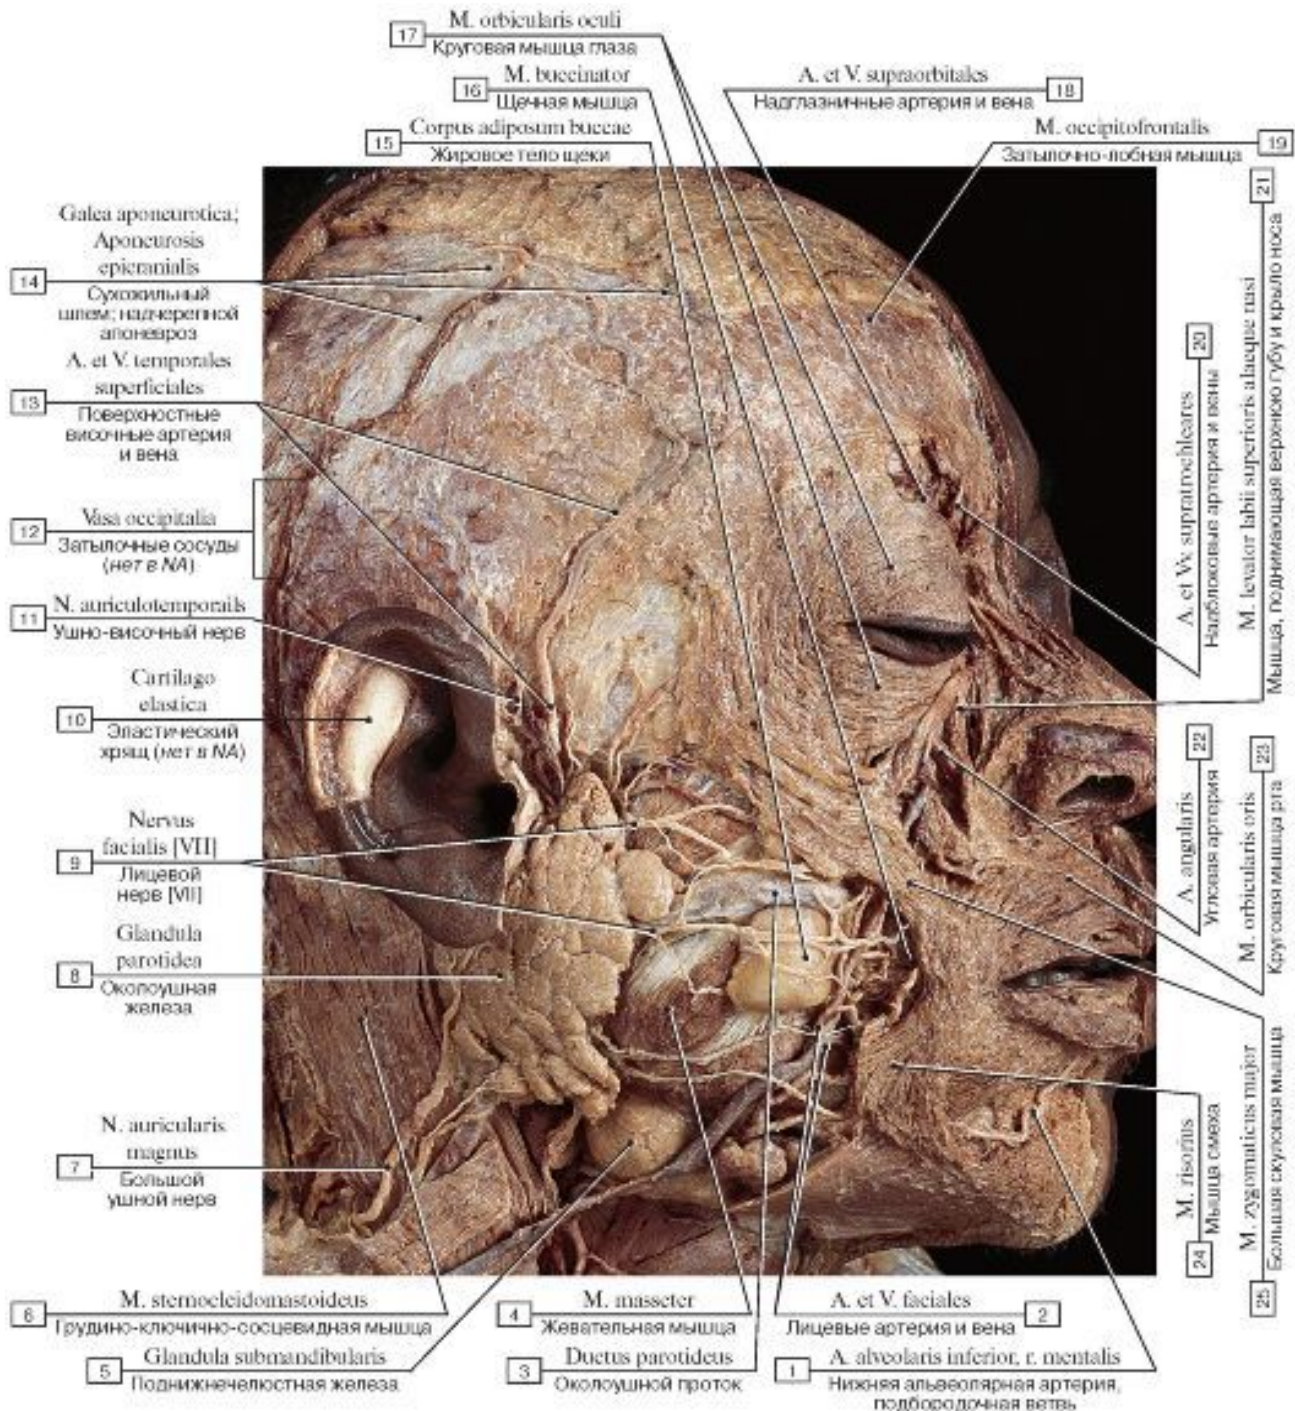 M. orbicularis oculi
17
Круговая мышца глаза
M. buccinator
16
Щечная мышца
Corpus adiposum buccae
15
Жировое тело щеки
A. et V. supraorbitales
18
Надглазничные артерия и вена
M. occipitofrontalis
19
Затылочно-лобная мышца
Galea aponeurotica;
Aponeurosis
epicranialis
14
Сухожильный
шлем; надчерепной
апоневроз
A. et V. temporales
superficiales
13
Поверхностные
височные артерия
и вена
Vasa occipitalia
12
Затылочные сосуды
(нет в NA)
N. auriculotemporails
11
Ушно-височный нерв
Cartilago
elastica
10
Эластический
хрящ (нет в NA)
Nervus
facialis [VII]
9
Лицевой
нерв [VII]
Glandula
parotidea
8
Околоушная
железа
N. auricularis
magnus
7
Большой
ушной нерв
21
M. levator labii superioris alaeque nasi
Мышца, поднимающая верхнюю губу и крыло носа
20
A. et Vv. supratrochleares
Надблоковые артерия и вены
22
A. angularis
Угловая артерия
23
M. orbicularis oris
Круговая мышца рта
M. risorius
Мышца смеха
24
M. zygomaticus major
Большая скуловая мышца
25
M. sternocleidomastoideus
6
Грудино-ключично-сосцевидная мышца
Glandula submandibularis
5
Поднижнечелюстная железа
M. masseter
4
Жевательная мышца
Ductus parotideus
3
Околоушной проток
A. et V. faciales
2
Лицевые артерия и вена
A. alveolaris inferior, r. mentalis
1
Нижняя альвеолярная артерия,
подбородочная ветвь